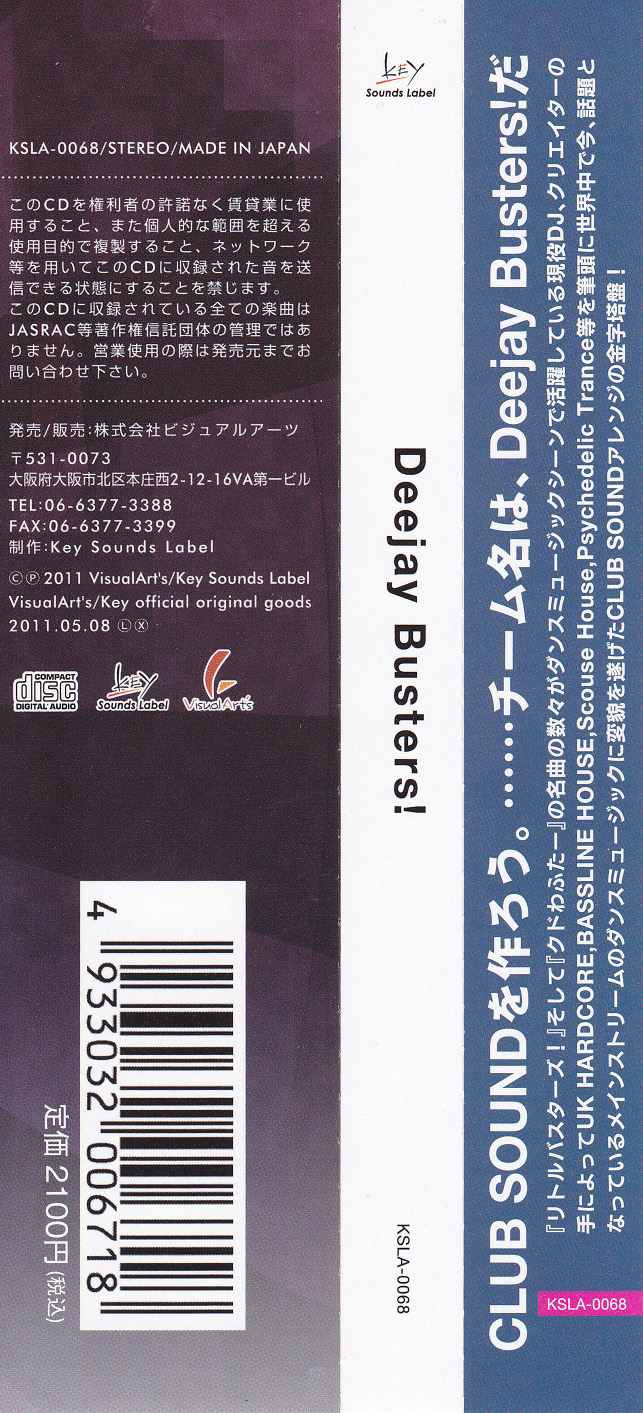 KSLA-0068/STEREO/MADE IN JAPAN
このCDを権利者の許諾なく賃貸業に使
用すること、また個人的な範囲を超える
使用目的で複製すること、ネットワーク
等を用いてこのCDに収録された音を送
信できる状態にすることを禁じます。
このCDに収録されている全ての楽曲は
JASRAC等著作権信託団体の管理ではあ
りません。営業使用の際は発売元までお
問い合わせ下さい。
発売/販売:株式会社ビジュアルアーツ
〒531-0073
大阪府大阪市北区本庄西2-12-16VA第一ビル
TEL:06-6377-3388
FAX:06-6377-3399
制作:Key Sounds Label
©Ⓟ2011 VisualArt's/Key Sounds Label
VisualArt's/Key official original goods
2011.05.08 ⓁⓍ
COMPACT
disc
DIGITAL AUDIO
KEY
Sounds Label
VisualArt's
4 933032 006718
定価 2100円(税込)
KEY
Sounds Label
Deejay Busters!
KSLA-0068
CLUB SOUNDを作ろう。……チーム名は、Deejay Busters!だ
『リトルバスターズ!』そして『クドわふたー』の名曲の数々がダンスミュージックシーンで活躍している現役DJ、クリエイターの
手によってUK HARDCORE,BASSLINE HOUSE,Scouse House,Psychedelic Trance等を筆頭に世界中で今、話題と
なっているメインストリームのダンスミュージックに変貌を遂げたCLUB SOUNDアレンジの金字塔盤!
KSLA-0068